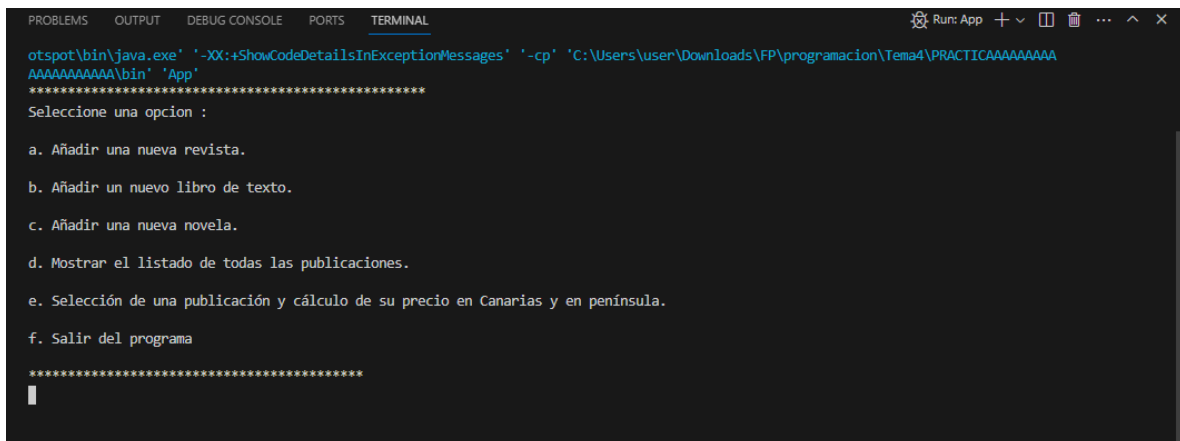 PROBLEMS OUTPUT DEBUG CONSOLE PORTS TERMINAL Run: App
otspot\bin\java.exe' '-XX:+ShowCodeDetailsInExceptionMessages' '-cp' 'C:\Users\user\Downloads\FP\programacion\Tema4\PRACTICAAAAAAAAA
AAAAAAAAAAA\bin' 'App'
***************************************************
Seleccione una opcion :
a. Añadir una nueva revista.
b. Añadir un nuevo libro de texto.
c. Añadir una nueva novela.
d. Mostrar el listado de todas las publicaciones.
e. Selección de una publicación y cálculo de su precio en Canarias y en península.
f. Salir del programa
*******************************************